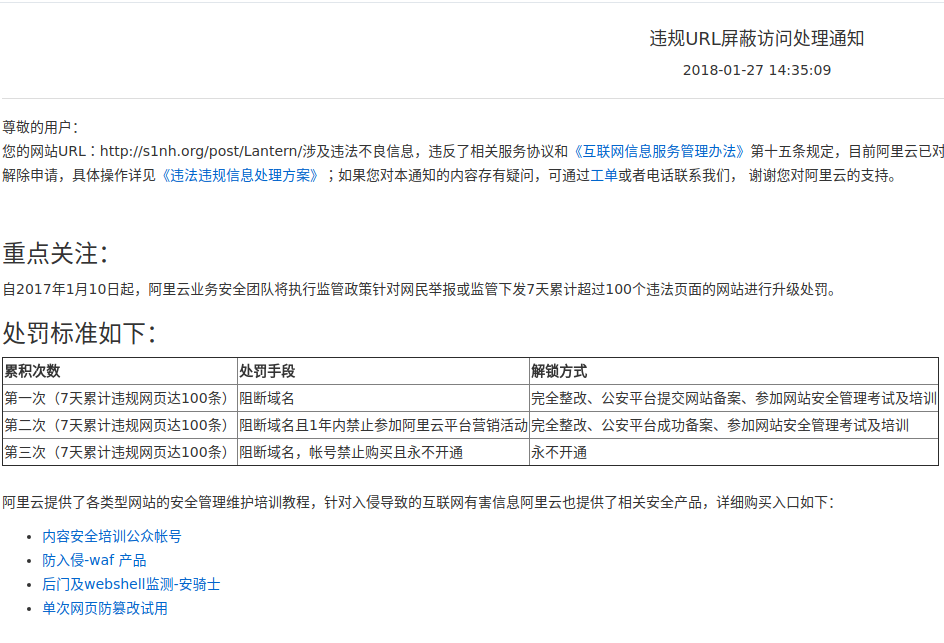 违规URL屏蔽访问处理通知
2018-01-27 14:35:09
尊敬的用户：
您的网站URL：http://s1nh.org/post/Lantern/涉及违法不良信息，违反了相关服务协议和《互联网信息服务管理办法》第十五条规定，目前阿里云已对
解除申请，具体操作详见《违法违规信息处理方案》；如果您对本通知的内容存有疑问，可通过工单或者电话联系我们， 谢谢您对阿里云的支持。
重点关注：
自2017年1月10日起，阿里云业务安全团队将执行监管政策针对网民举报或监管下发7天累计超过100个违法页面的网站进行升级处罚。
处罚标准如下：
累积次数 处罚手段 解锁方式
第一次（7天累计违规网页达100条） 阻断域名 完全整改、公安平台提交网站备案、参加网站安全管理考试及培训
第二次（7天累计违规网页达100条） 阻断域名且1年内禁止参加阿里云平台营销活动 完全整改、公安平台成功备案、参加网站安全管理考试及培训
第三次（7天累计违规网页达100条） 阻断域名，帐号禁止购买且永不开通 永不开通
阿里云提供了各类型网站的安全管理维护培训教程，针对入侵导致的互联网有害信息阿里云也提供了相关安全产品，详细购买入口如下：
• 内容安全培训公众帐号
• 防入侵-waf 产品
• 后门及webshell监测-安骑士
• 单次网页防篡改试用